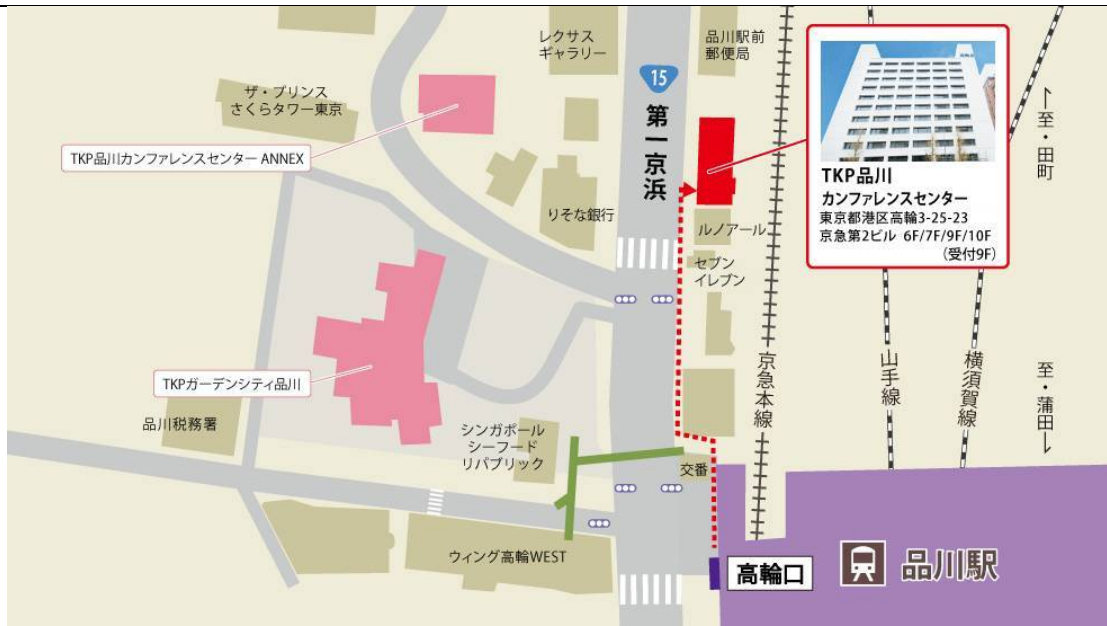 レクサス
ギャラリー
品川駅前
郵便局
15
第一京浜
ザ・プリンス
さくらタワー東京
TKP品川カンファレンスセンター ANNEX
りそな銀行
ルノアール
セブン
イレブン
TKP品川
カンファレンスセンター
東京都港区高輪3-25-23
京急第2ビル 6F/7F/9F/10F
(受付9F)
↑至・田町
京急本線
山手線
横須賀線
至・蒲田↓
TKPガーデンシティ品川
品川税務署
シンガポール
シーフード
リパブリック
交番
ウィング高輪WEST
高輪口
品川駅